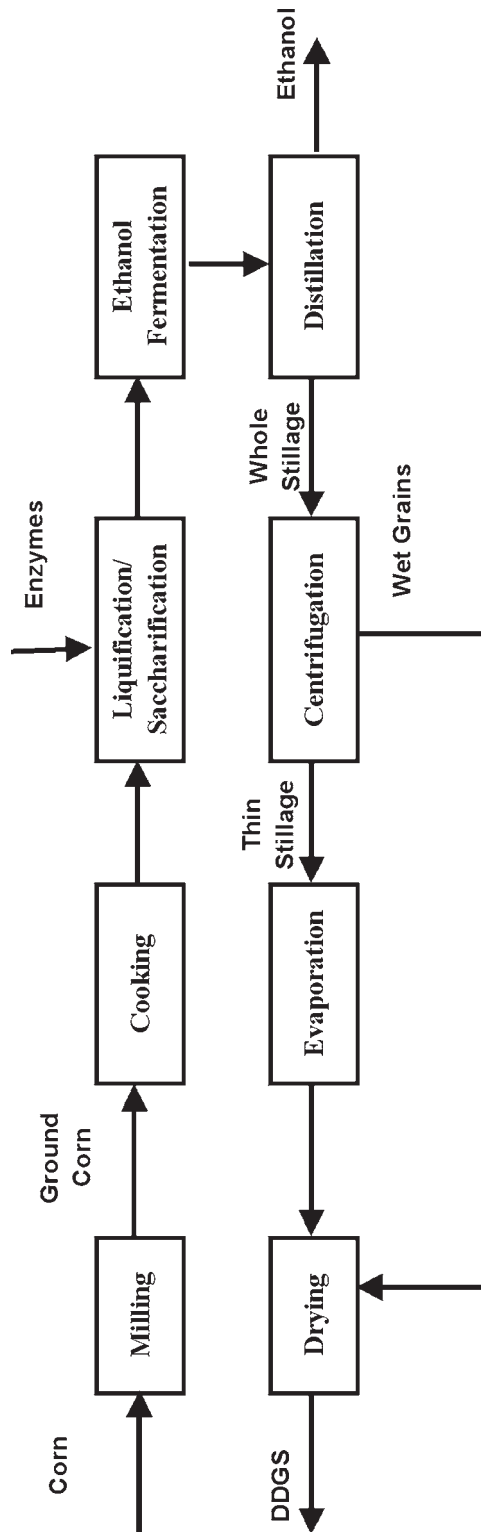 Corn
Milling
Ground
Corn
Cooking
Enzymes
Liquification/
Saccharification
Ethanol
Fermentation
Ethanol
Distillation
Whole
Stillage
Centrifugation
Wet Grains
Thin
Stillage
Evaporation
Drying
DDGS